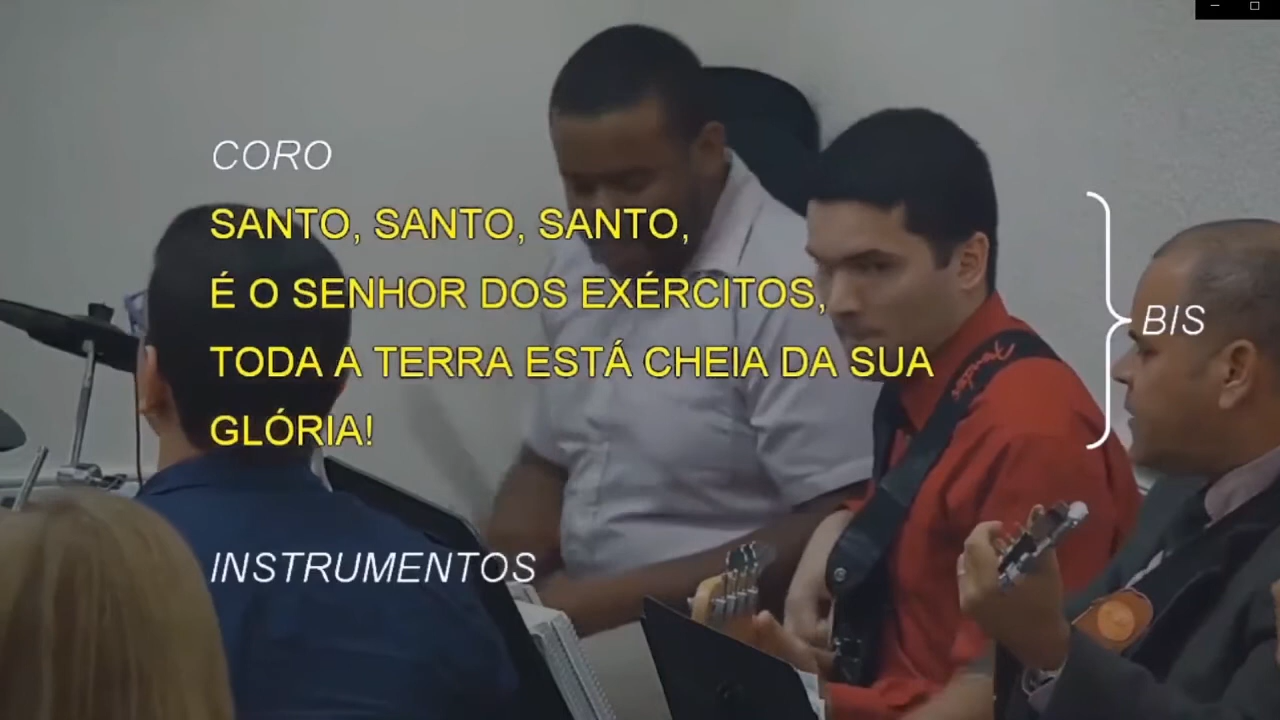 CORO
SANTO, SANTO, SANTO,
É O SENHOR DOS EXÉRCITOS,
TODA A TERRA ESTÁ CHEIA DA SUA
GLÓRIA!
BIS
INSTRUMENTOS